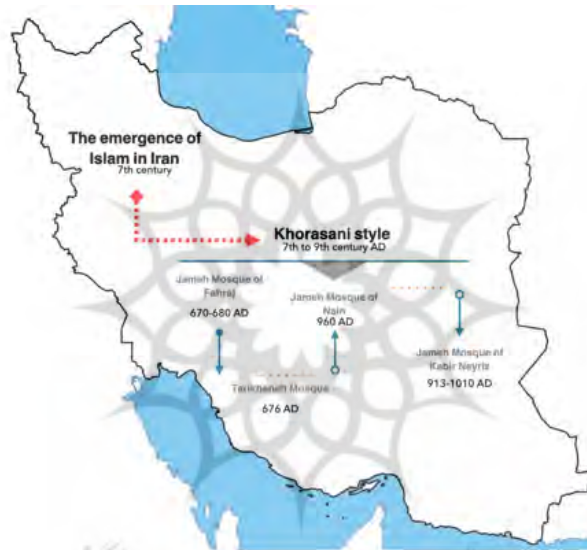 The emergence of
Islam in Iran
7th century
Khorasani style
7th to 9th century AD
Jameh Mosque of
Fahraj
670-680 AD
Jameh Mosque of
Nain
960 AD
Jameh Mosque of
Kabir Neyriz
913-1010 AD
Tarikhaneh Mosque
676 AD